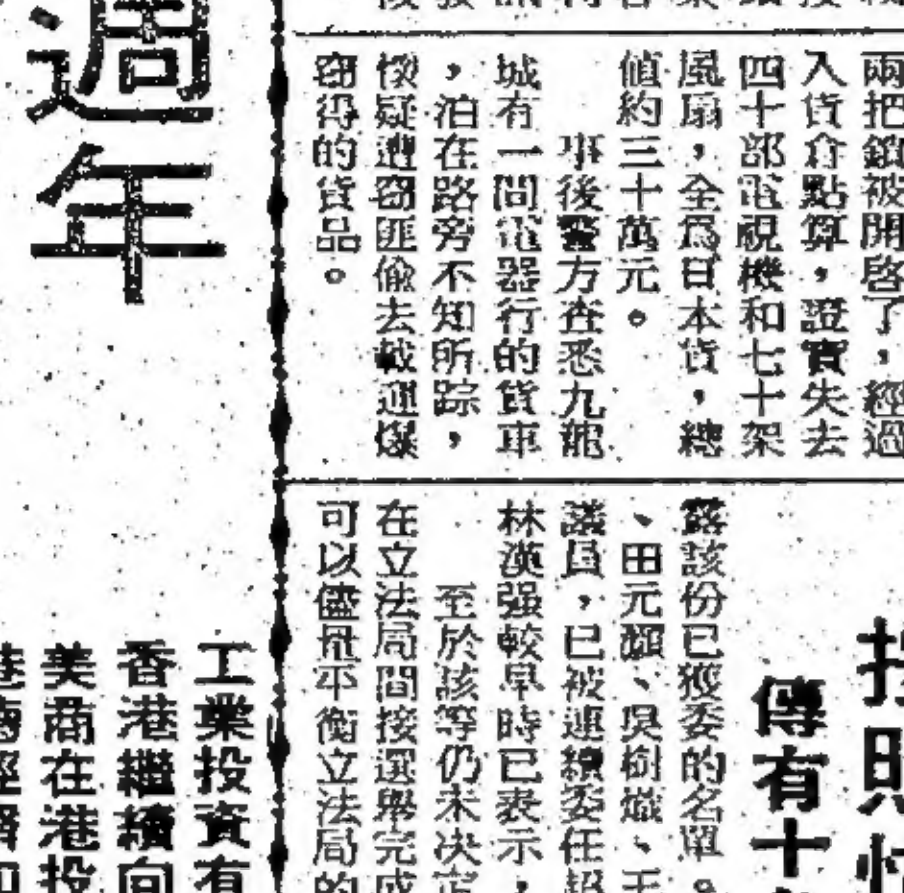 兩把鎖被開啓了，經過
入貨倉點算，證實失去
四十部電視機和七十架
風扇，全爲日本貨，總
値約三十萬元。
事後警方查悉九龍
城有一間電器行的貨車
，泊在路旁不知所踪，
懷疑遭窃匪偷去載運爆
窃得的貨品。
傳有十
露該份已獲委的名單。
、田元灝、吳樹熾、王
議員，已被連續委任超
林漢强較早時已表示，
至於該等仍未决定
在立法局間接選舉完成
可以儘量平衡立法局的
週年
工業投資有
香港繼續向
美商在港投